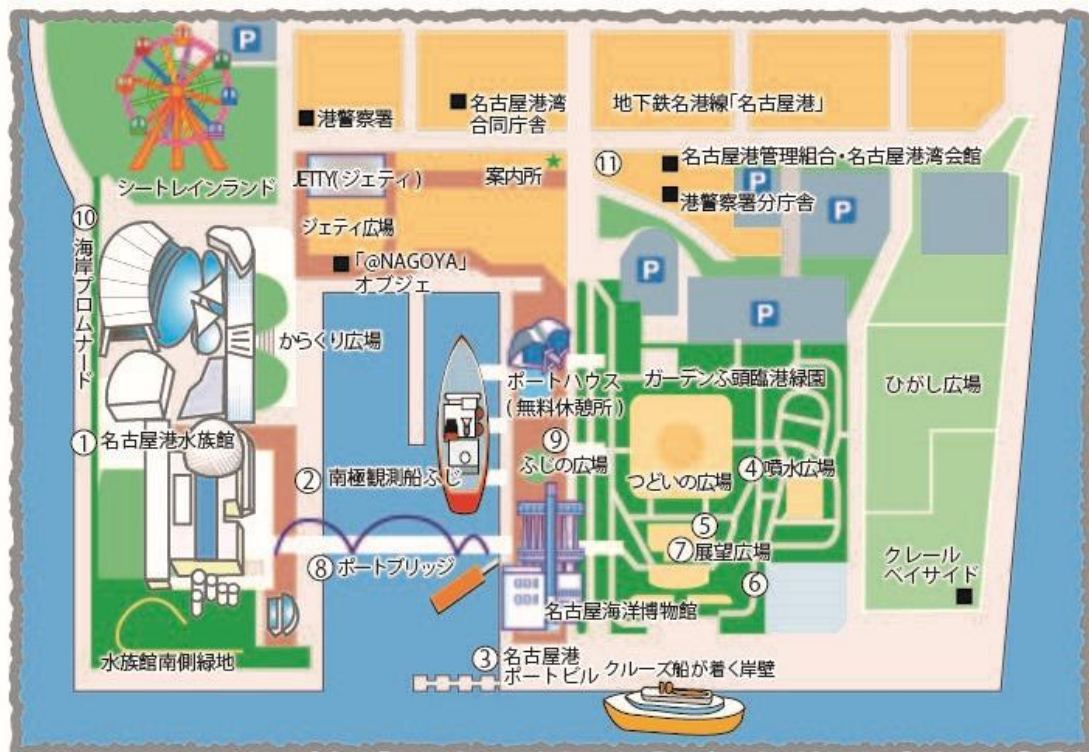 P
港警察署
名古屋港湾
合同庁舎
地下鉄名港線「名古屋港」
シートレインランド
JETTY(ジェティ)
案内所
⑪
名古屋港管理組合・名古屋港湾会館
P
港警察署分庁舎
P
⑩海岸プロムナード
ジェティ広場
「@NAGOYA」
オブジェ
P
P
からくり広場
ポートハウス
(無料休憩所)
ガーデンふ頭臨港緑園
ひがし広場
①名古屋港水族館
②南極観測船ふじ
⑨
ふじの広場
つどいの広場
④噴水広場
⑤
⑦展望広場
⑥
⑧ポートブリッジ
クレール
ベイサイド
名古屋海洋博物館
水族館南側緑地
③名古屋港
ポートビル
クルーズ船が着く岸壁